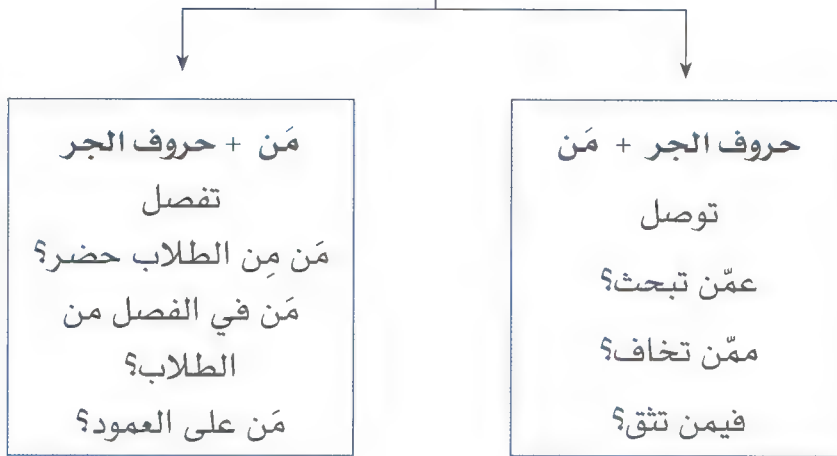 حروف الجر + مَن
توصل
عمّن تبحث؟
ممّن تخاف؟
فيمن تثق؟
مَن + حروف الجر
تفصل
مَن مِن الطلاب حضر؟
مَن في الفصل من
الطلاب؟
مَن على العمود؟